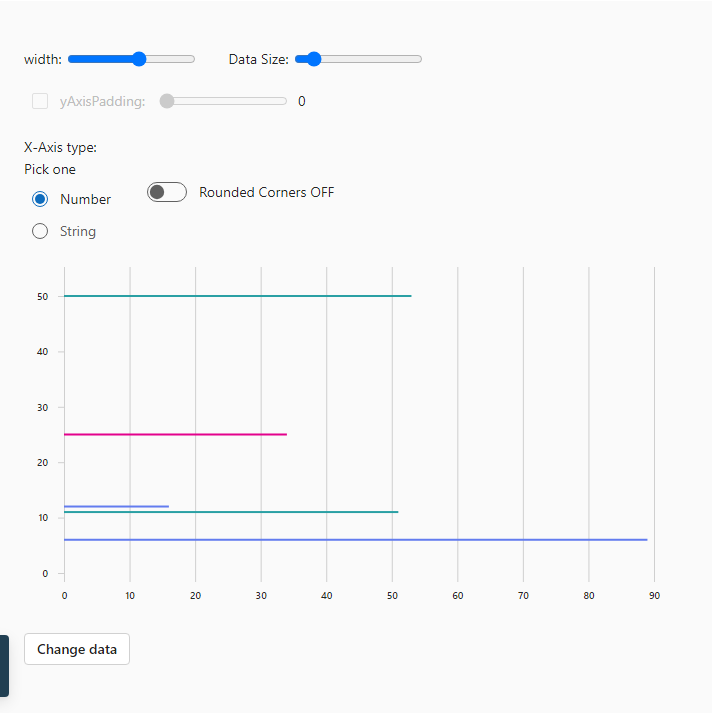 width: Data Size:
yAxisPadding: 0
X-Axis type:
Pick one
Number Rounded Corners OFF
String
50
40
30
20
10
0
0 10 20 30 40 50 60 70 80 90
Change data